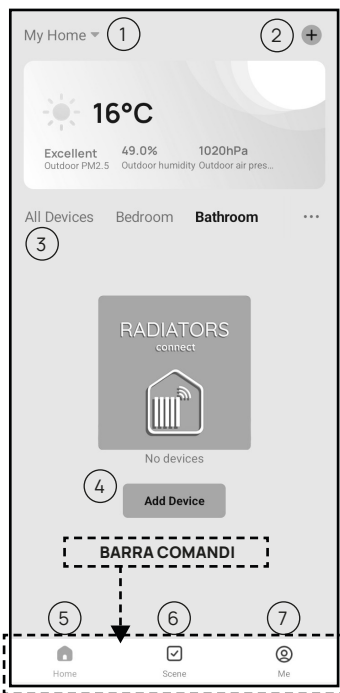 My Home 1 2 +
16°C
Excellent 49.0% 1020hPa
Outdoor PM2.5 Outdoor humidity Outdoor air pres...
All Devices Bedroom Bathroom ...
3
RADIATORS
connect
No devices
4
Add Device
BARRA COMANDI
5 6 7
Home Scene Me